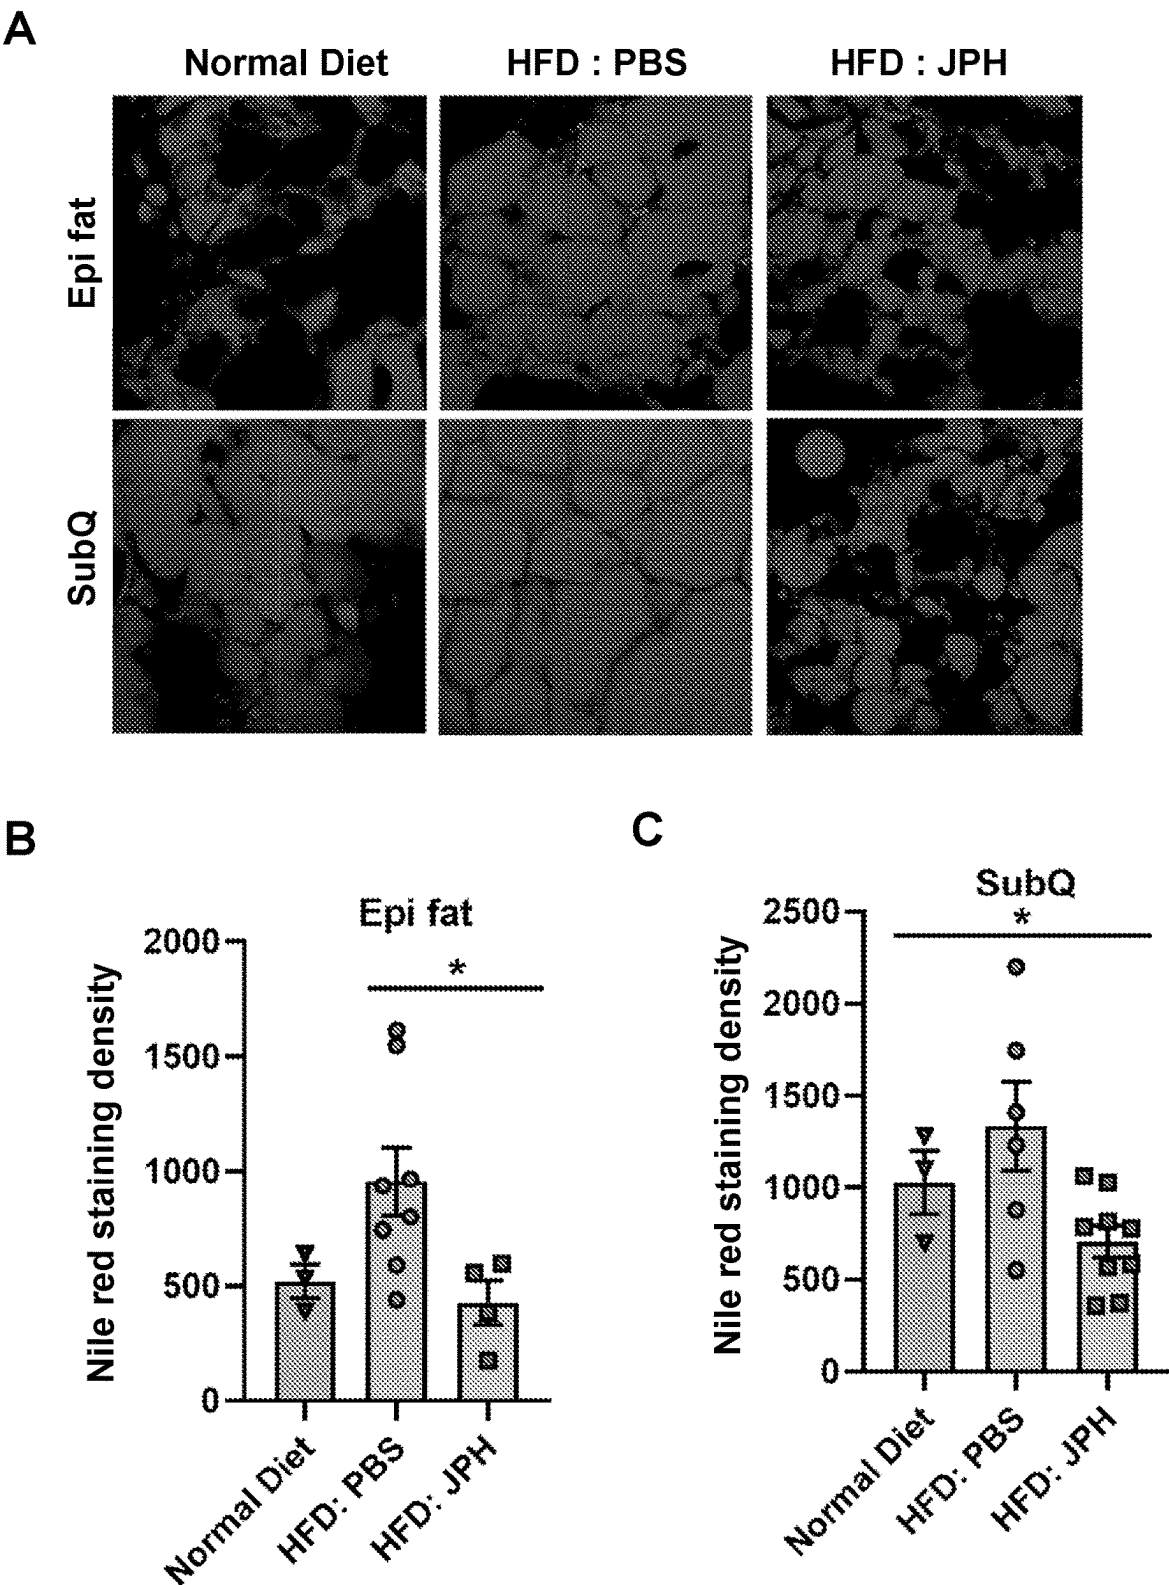 A
Normal Diet
HFD : PBS
HFD : JPH
Epi fat
SubQ
B
Epi fat
*
Nile red staining density
2000
1500
1000
500
0
Normal Diet
HFD: PBS
HFD: JPH
C
SubQ
*
Nile red staining density
2500
2000
1500
1000
500
0
Normal Diet
HFD: PBS
HFD: JPH